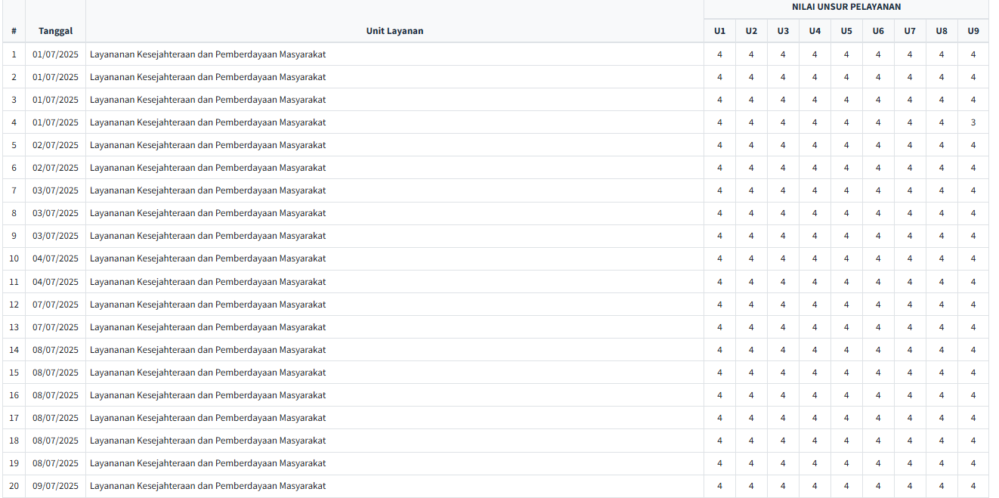 NILAI UNSUR PELAYANAN
# Tanggal Unit Layanan U1 U2 U3 U4 U5 U6 U7 U8 U9
1 01/07/2025 Layananan Kesejahteraan dan Pemberdayaan Masyarakat 4 4 4 4 4 4 4 4 4
2 01/07/2025 Layananan Kesejahteraan dan Pemberdayaan Masyarakat 4 4 4 4 4 4 4 4 4
3 01/07/2025 Layananan Kesejahteraan dan Pemberdayaan Masyarakat 4 4 4 4 4 4 4 4 4
4 01/07/2025 Layananan Kesejahteraan dan Pemberdayaan Masyarakat 4 4 4 4 4 4 4 4 3
5 02/07/2025 Layananan Kesejahteraan dan Pemberdayaan Masyarakat 4 4 4 4 4 4 4 4 4
6 02/07/2025 Layananan Kesejahteraan dan Pemberdayaan Masyarakat 4 4 4 4 4 4 4 4 4
7 03/07/2025 Layananan Kesejahteraan dan Pemberdayaan Masyarakat 4 4 4 4 4 4 4 4 4
8 03/07/2025 Layananan Kesejahteraan dan Pemberdayaan Masyarakat 4 4 4 4 4 4 4 4 4
9 03/07/2025 Layananan Kesejahteraan dan Pemberdayaan Masyarakat 4 4 4 4 4 4 4 4 4
10 04/07/2025 Layananan Kesejahteraan dan Pemberdayaan Masyarakat 4 4 4 4 4 4 4 4 4
11 04/07/2025 Layananan Kesejahteraan dan Pemberdayaan Masyarakat 4 4 4 4 4 4 4 4 4
12 07/07/2025 Layananan Kesejahteraan dan Pemberdayaan Masyarakat 4 4 4 4 4 4 4 4 4
13 07/07/2025 Layananan Kesejahteraan dan Pemberdayaan Masyarakat 4 4 4 4 4 4 4 4 4
14 08/07/2025 Layananan Kesejahteraan dan Pemberdayaan Masyarakat 4 4 4 4 4 4 4 4 4
15 08/07/2025 Layananan Kesejahteraan dan Pemberdayaan Masyarakat 4 4 4 4 4 4 4 4 4
16 08/07/2025 Layananan Kesejahteraan dan Pemberdayaan Masyarakat 4 4 4 4 4 4 4 4 4
17 08/07/2025 Layananan Kesejahteraan dan Pemberdayaan Masyarakat 4 4 4 4 4 4 4 4 4
18 08/07/2025 Layananan Kesejahteraan dan Pemberdayaan Masyarakat 4 4 4 4 4 4 4 4 4
19 08/07/2025 Layananan Kesejahteraan dan Pemberdayaan Masyarakat 4 4 4 4 4 4 4 4 4
20 09/07/2025 Layananan Kesejahteraan dan Pemberdayaan Masyarakat 4 4 4 4 4 4 4 4 4